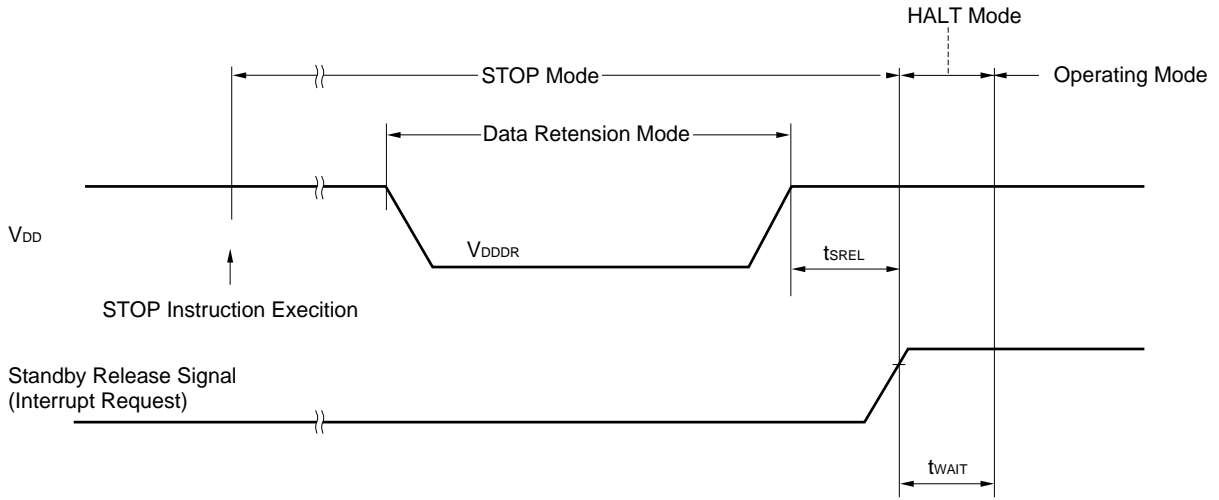 HALT Mode
STOP Mode
Operating Mode
Data Retension Mode
VDD
VDDDR
tSREL
STOP Instruction Execition
Standby Release Signal
(Interrupt Request)
tWAIT